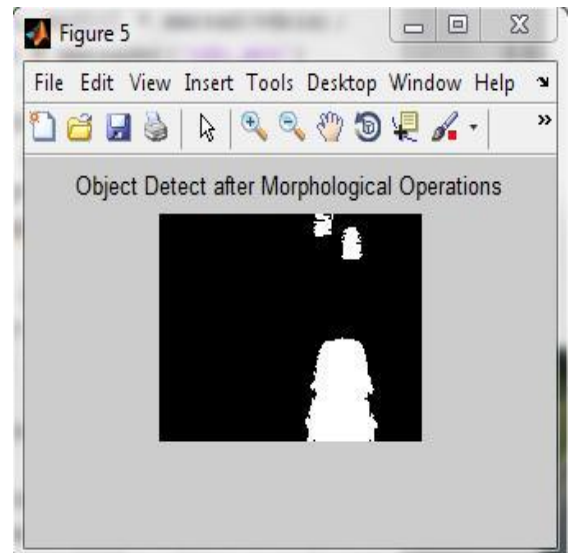 Figure 5
File Edit View Insert Tools Desktop Window Help
Object Detect after Morphological Operations